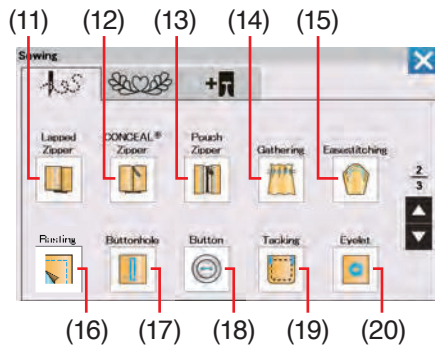 (11) (12) (13) (14) (15)
Sewing
Lapped Zipper
CONCEAL® Zipper
Pouch Zipper
Gathering
Easestitching
2
3
Basting
Buttonhole
Button
Tacking
Eyelet
(16) (17) (18) (19) (20)